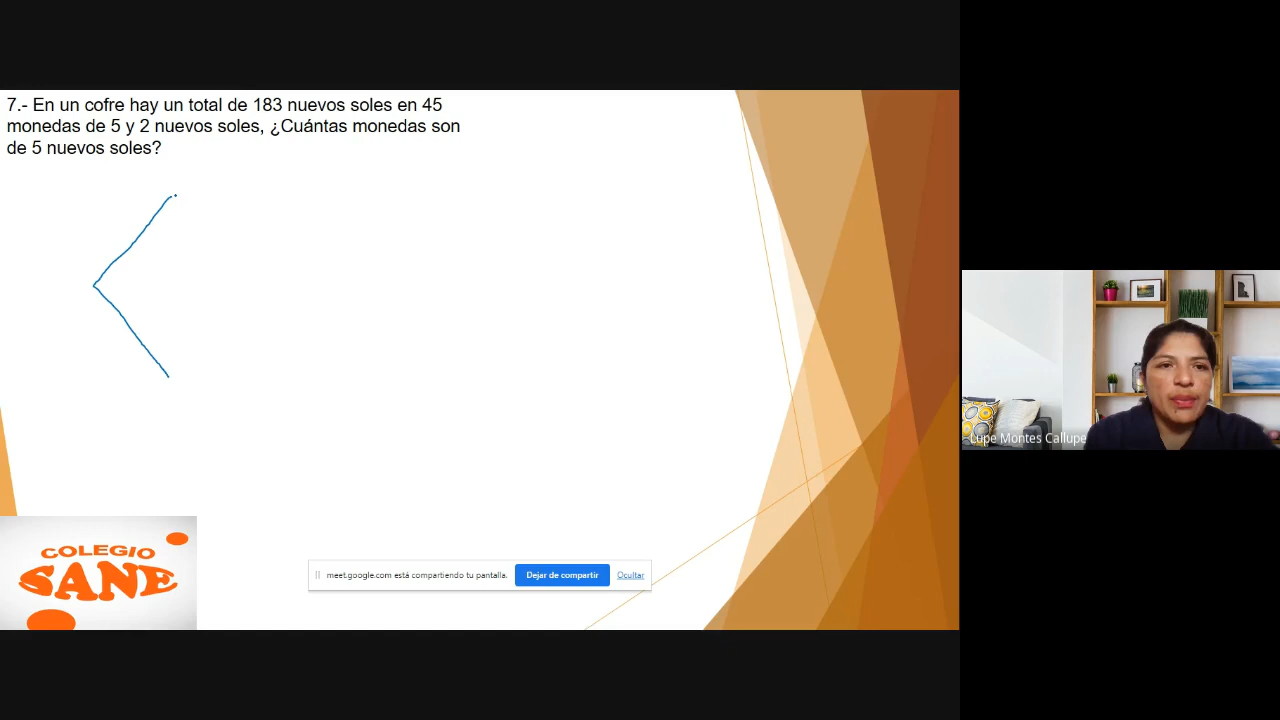 7.- En un cofre hay un total de 183 nuevos soles en 45
monedas de 5 y 2 nuevos soles, ¿Cuántas monedas son
de 5 nuevos soles?
Lupe Montes Callupe
COLEGIO
SANE
meet.google.com está compartiendo tu pantalla.
Dejar de compartir
Ocultar